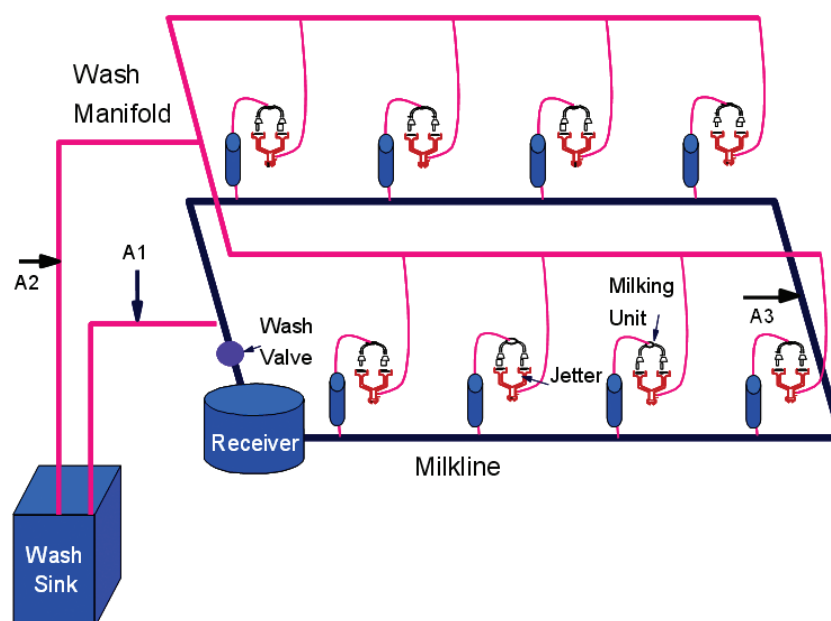 Wash
Manifold
A2
A1
Wash
Valve
Milking
Unit
A3
Jetter
Receiver
Milkline
Wash
Sink